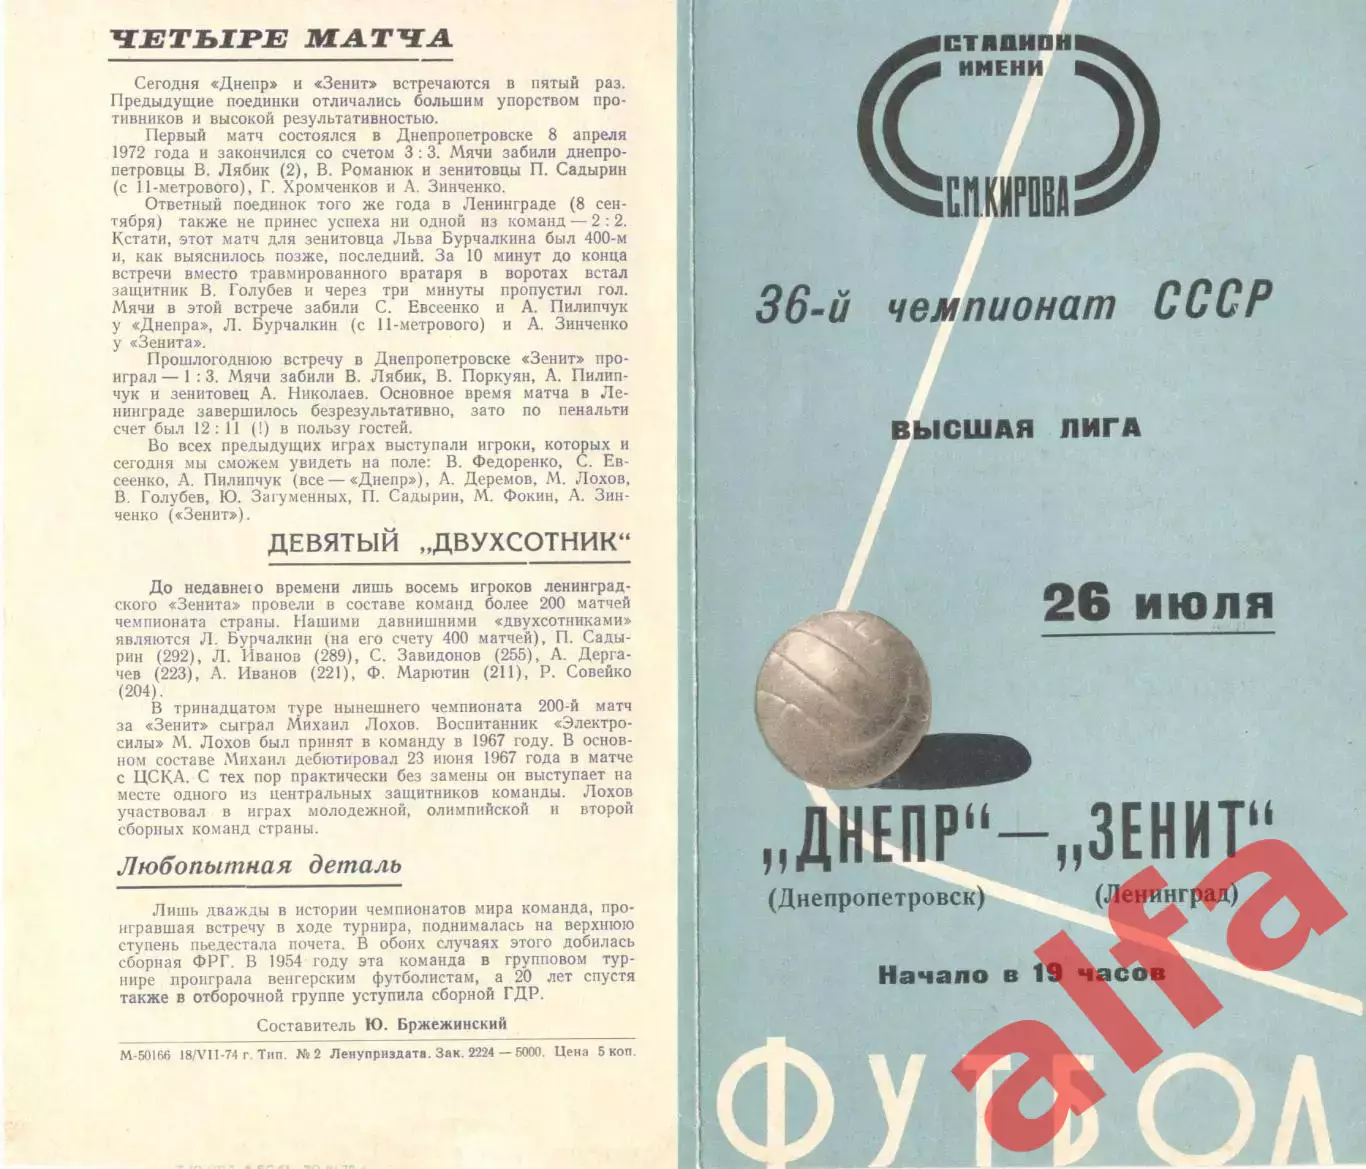 ЧЕТЫРЕ МАТЧА
Сегодня «Днепр» и «Зенит» встречаются в пятый раз.
Предыдущие поединки отличались большим упорством про-
тивников и высокой результативностью.
Первый матч состоялся в Днепропетровске 8 апреля
1972 года и закончился со счетом 3 : 3. Мячи забили днепро-
петровцы В. Лябик (2), В. Романюк и зенитовцы П. Садырин
(с 11-метрового), Г. Хромченков и А. Зинченко.
Ответный поединок того же года в Ленинграде (8 сен-
тября) также не принес успеха ни одной из команд — 2 : 2.
Кстати, этот матч для зенитовца Льва Бурчалкина был 400-м
и, как выяснилось позже, последний. За 10 минут до конца
встречи вместо травмированного вратаря в воротах встал
защитник В. Голубев и через три минуты пропустил гол.
Мячи в этой встрече забили С. Евсеенко и А. Пилипчук
у «Днепра», Л. Бурчалкин (с 11-метрового) и А. Зинченко
у «Зенита».
Прошлогоднюю встречу в Днепропетровске «Зенит» про-
играл — 1 : 3. Мячи забили В. Лябик, В. Поркуян, А. Пилип-
чук и зенитовец А. Николаев. Основное время матча в Ле-
нинграде завершилось безрезультативно, зато по пенальти
счет был 12 : 11 (!) в пользу гостей.
Во всех предыдущих играх выступали игроки, которых и
сегодня мы сможем увидеть на поле: В. Федоренко, С. Ев-
сеенко, А. Пилипчук (все — «Днепр»), А. Деремов, М. Лохов,
В. Голубев, Ю. Загуменных, П. Садырин, М. Фокин, А. Зин-
ченко («Зенит»).
ДЕВЯТЫЙ „ДВУХСОТНИК“
До недавнего времени лишь восемь игроков ленинград-
ского «Зенита» провели в составе команд более 200 матчей
чемпионата страны. Нашими давнишними «двухсотниками»
являются Л. Бурчалкин (на его счету 400 матчей), П. Сады-
рин (292), Л. Иванов (289), С. Завидонов (255), А. Дерга-
чев (223), А. Иванов (221), Ф. Марютин (211), Р. Совейко
(204).
В тринадцатом туре нынешнего чемпионата 200-й матч
за «Зенит» сыграл Михаил Лохов. Воспитанник «Электро-
силы» М. Лохов был принят в команду в 1967 году. В основ-
ном составе Михаил дебютировал 23 июня 1967 года в матче
с ЦСКА. С тех пор практически без замены он выступает на
месте одного из центральных защитников команды. Лохов
участвовал в играх молодежной, олимпийской и второй
сборных команд страны.
Любопытная деталь
Лишь дважды в истории чемпионатов мира команда, про-
игравшая встречу в ходе турнира, поднималась на верхнюю
ступень пьедестала почета. В обоих случаях этого добилась
сборная ФРГ. В 1954 году эта команда в групповом тур-
нире проиграла венгерским футболистам, а 20 лет спустя
также в отборочной группе уступила сборной ГДР.
Составитель Ю. Бржежинский
М-50166 18/VII-74 г. Тип. № 2 Ленуприздата. Зак. 2224 — 5000. Цена 5 коп.
СТАДИОН
ИМЕНИ
С.М.КИРОВА
36-й чемпионат СССР
ВЫСШАЯ ЛИГА
26 ИЮЛЯ
„ДНЕПР“ — „ЗЕНИТ“
(Днепропетровск) (Ленинград)
Начало в 19 часов
ФУТБОЛ
alfa